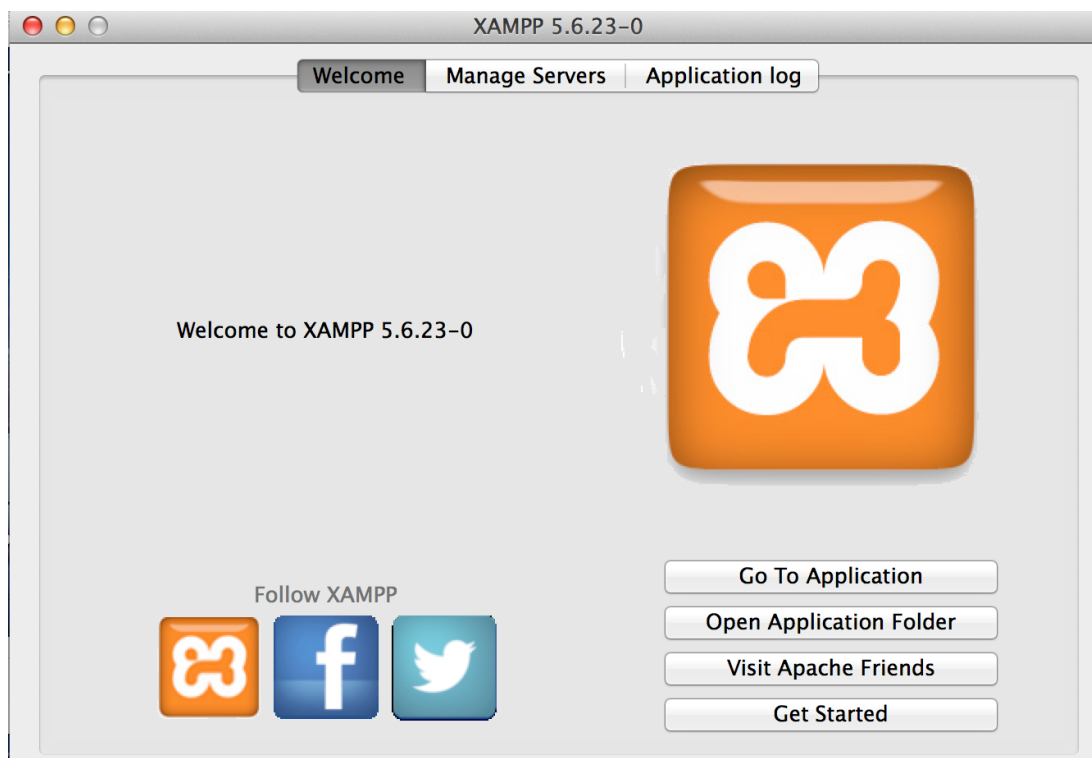 XAMPP 5.6.23-0
Welcome
Manage Servers
Application log
Welcome to XAMPP 5.6.23-0
Follow XAMPP
Go To Application
Open Application Folder
Visit Apache Friends
Get Started